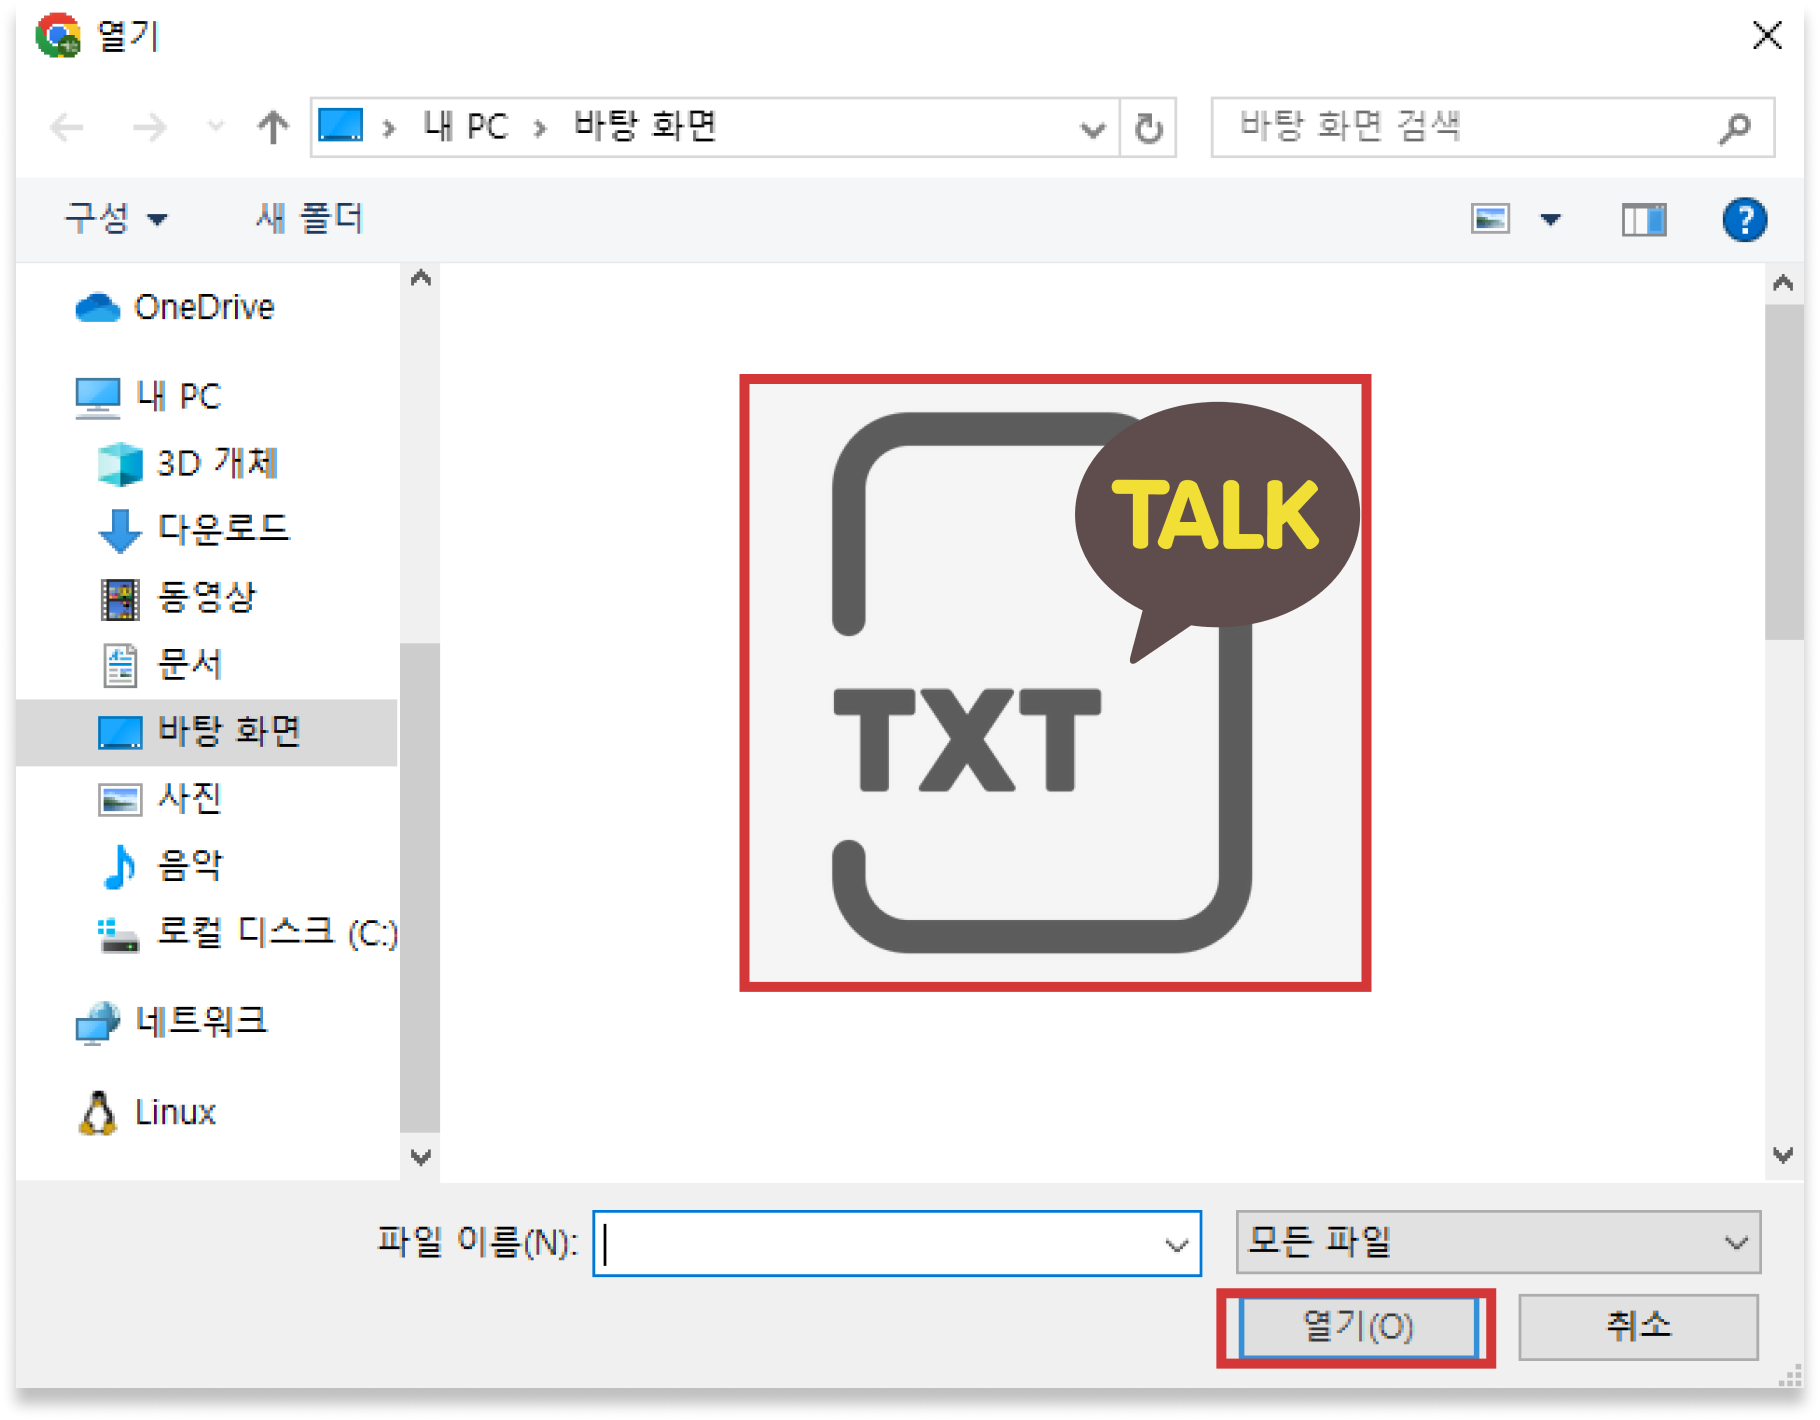 열기
내 PC > 바탕 화면
바탕 화면 검색
구성
새 폴더
OneDrive
내 PC
3D 개체
다운로드
동영상
문서
바탕 화면
사진
음악
로컬 디스크 (C:)
네트워크
Linux
TALK
TXT
파일 이름(N):
모든 파일
열기(O)
취소